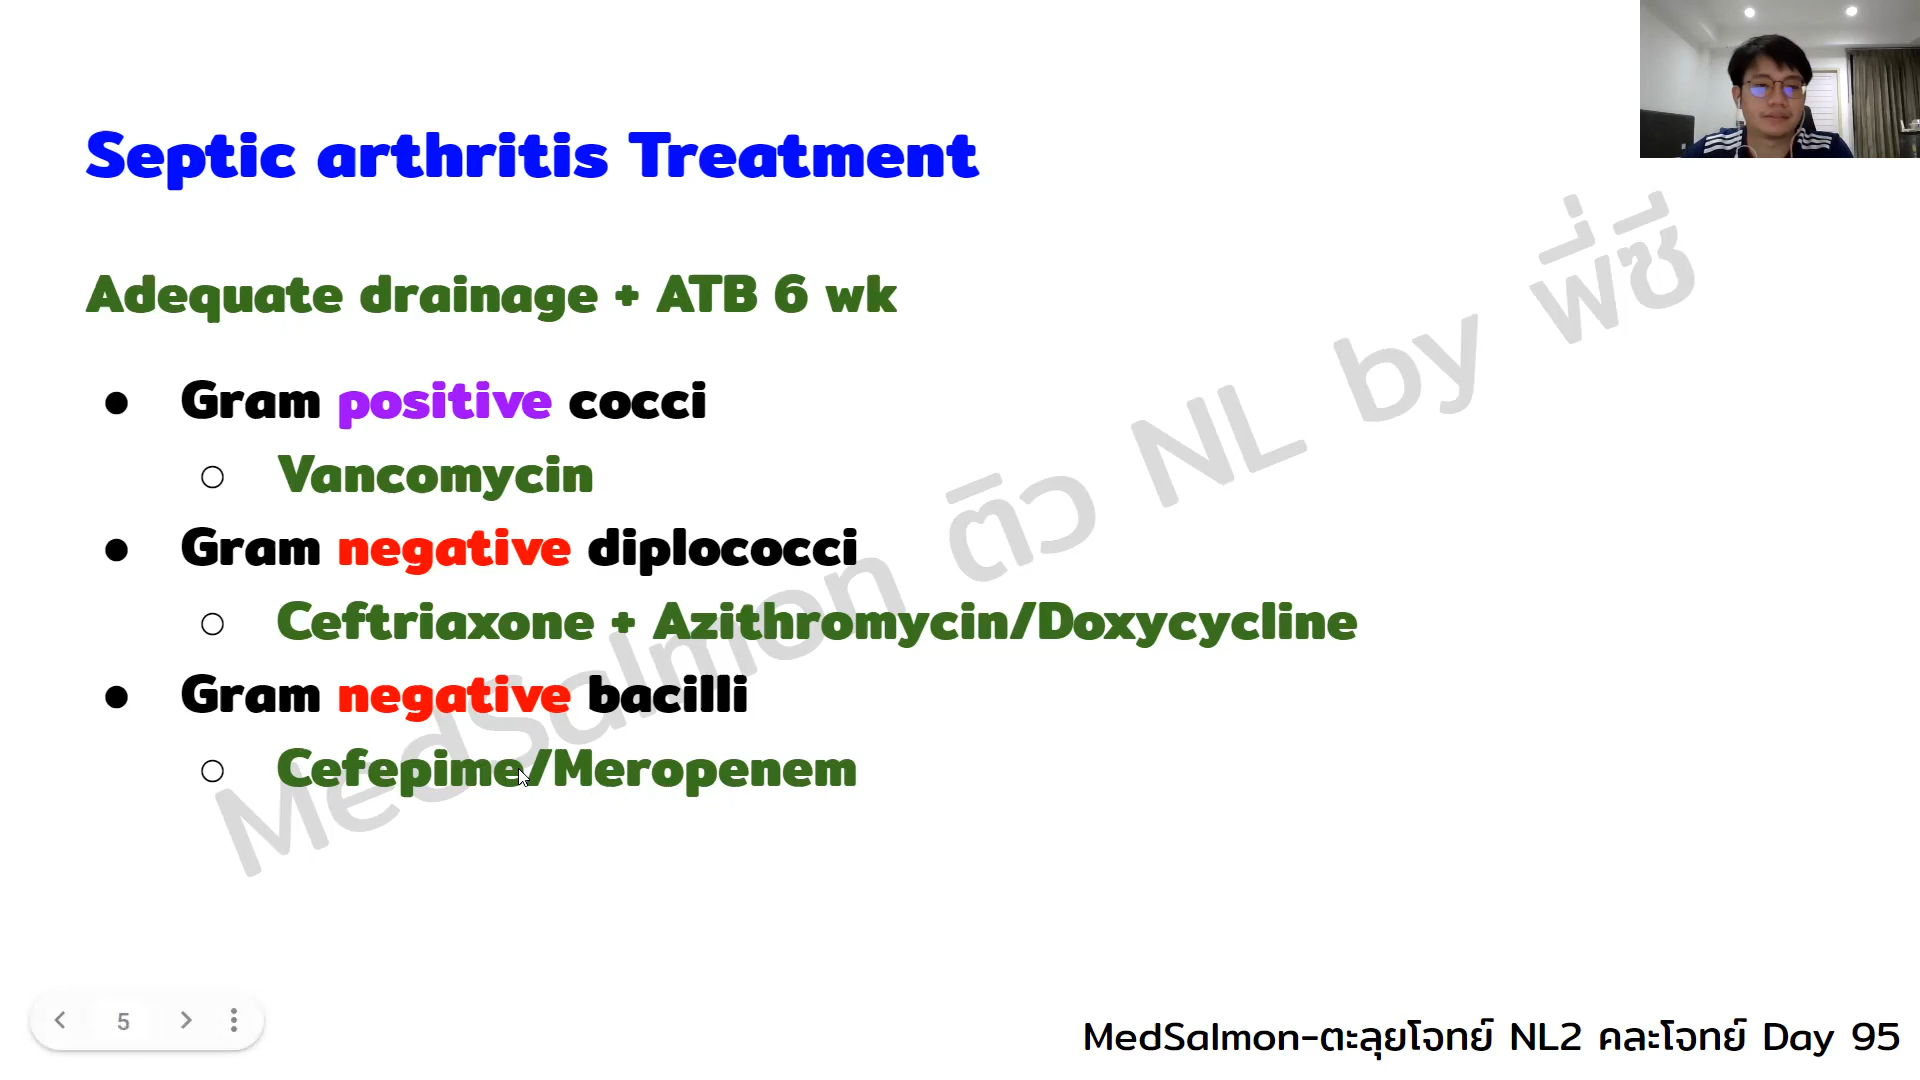 Septic arthritis Treatment
Adequate drainage + ATB 6 wk
● Gram positive cocci
○ Vancomycin
● Gram negative diplococci
○ Ceftriaxone + Azithromycin/Doxycycline
● Gram negative bacilli
○ Cefepime/Meropenem
MedSalmon ติว NL by พี่ซี
5
MedSalmon-ตะลุยโจทย์ NL2 คละโจทย์ Day 95